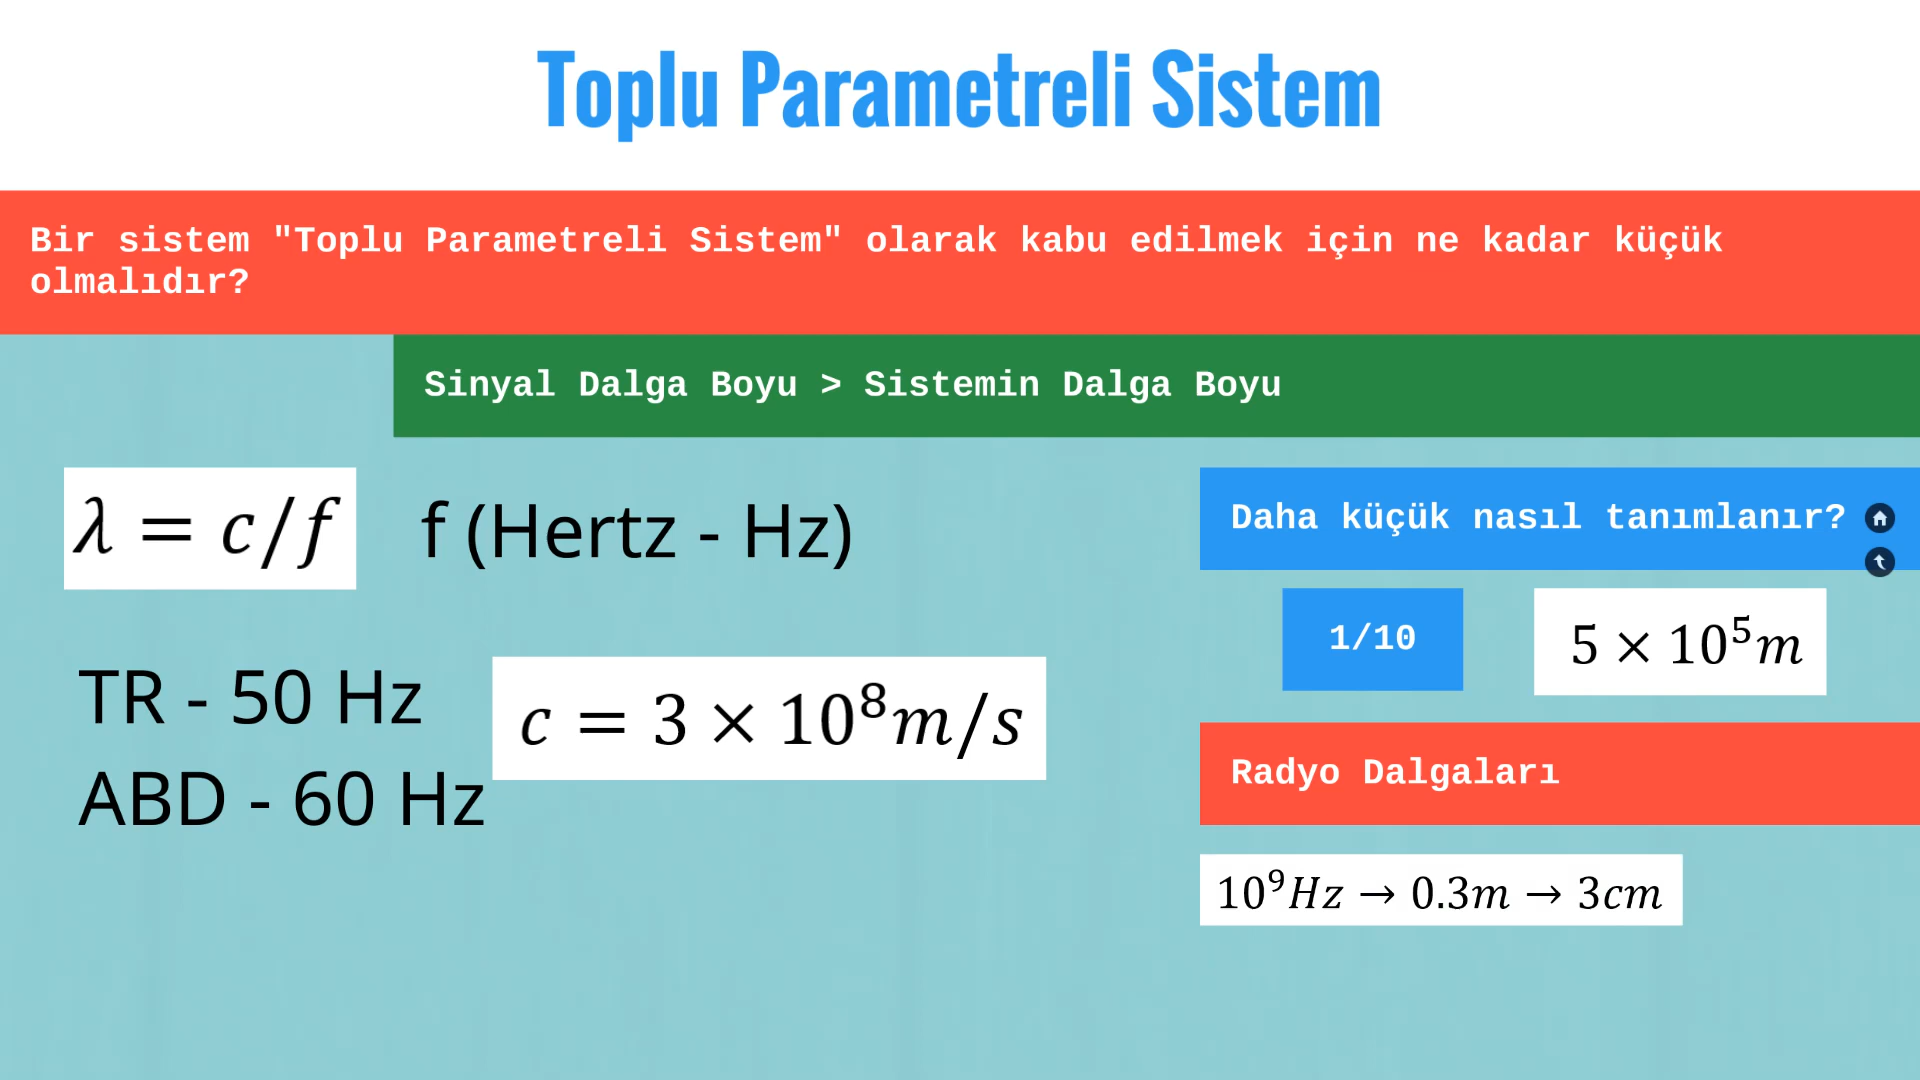 Toplu Parametreli Sistem
Bir sistem "Toplu Parametreli Sistem" olarak kabu edilmek için ne kadar küçük
olmalıdır?
Sinyal Dalga Boyu > Sistemin Dalga Boyu
λ = c/f
f (Hertz - Hz)
TR - 50 Hz
ABD - 60 Hz
c = 3 × 10⁸m/s
Daha küçük nasıl tanımlanır?
1/10
5 × 10⁵m
Radyo Dalgaları
10⁹Hz → 0.3m → 3cm